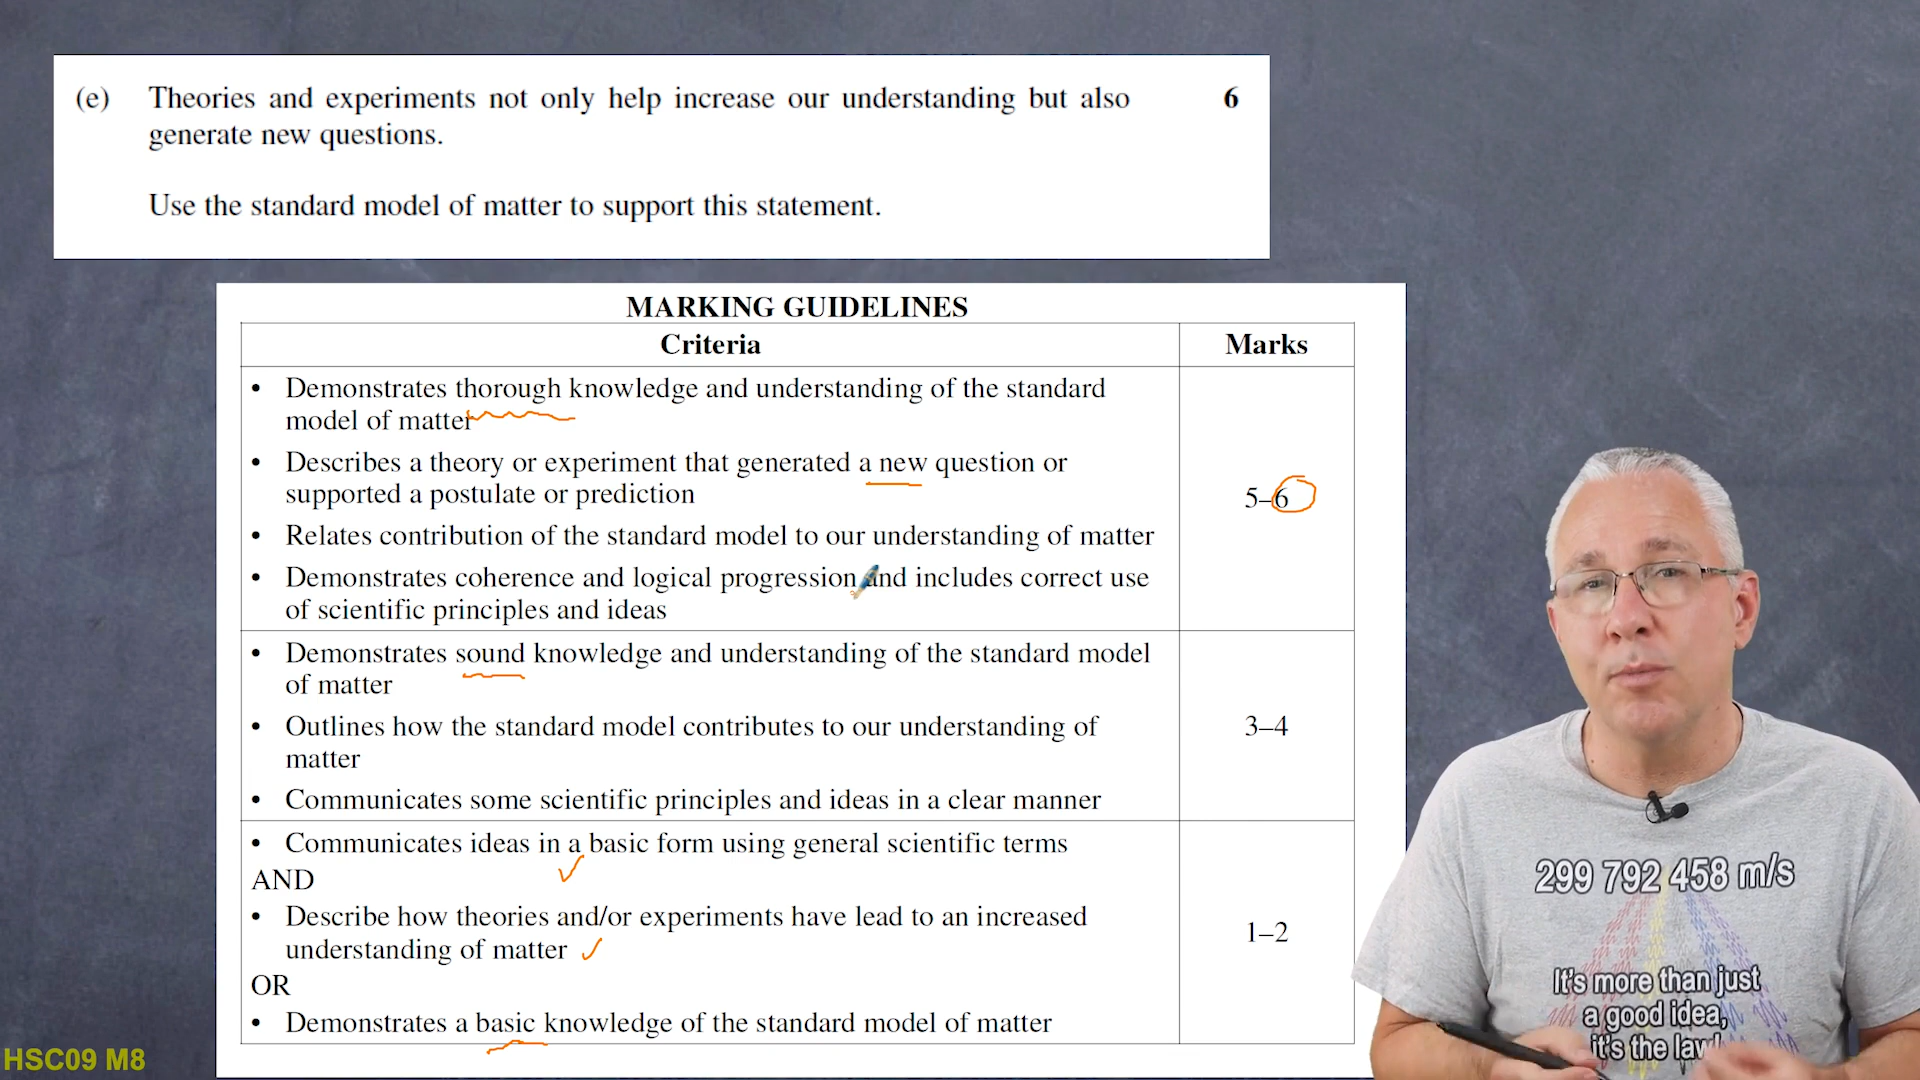 (e) Theories and experiments not only help increase our understanding but also 6
generate new questions.
Use the standard model of matter to support this statement.
MARKING GUIDELINES
Criteria Marks
• Demonstrates thorough knowledge and understanding of the standard
model of matter
• Describes a theory or experiment that generated a new question or
supported a postulate or prediction
5–6
• Relates contribution of the standard model to our understanding of matter
• Demonstrates coherence and logical progression and includes correct use
of scientific principles and ideas
• Demonstrates sound knowledge and understanding of the standard model
of matter
• Outlines how the standard model contributes to our understanding of
matter
3–4
• Communicates some scientific principles and ideas in a clear manner
• Communicates ideas in a basic form using general scientific terms
AND
• Describe how theories and/or experiments have lead to an increased
understanding of matter
1–2
OR
• Demonstrates a basic knowledge of the standard model of matter
299 792 458 m/s
It's more than just
a good idea,
it's the law!
HSC09 M8